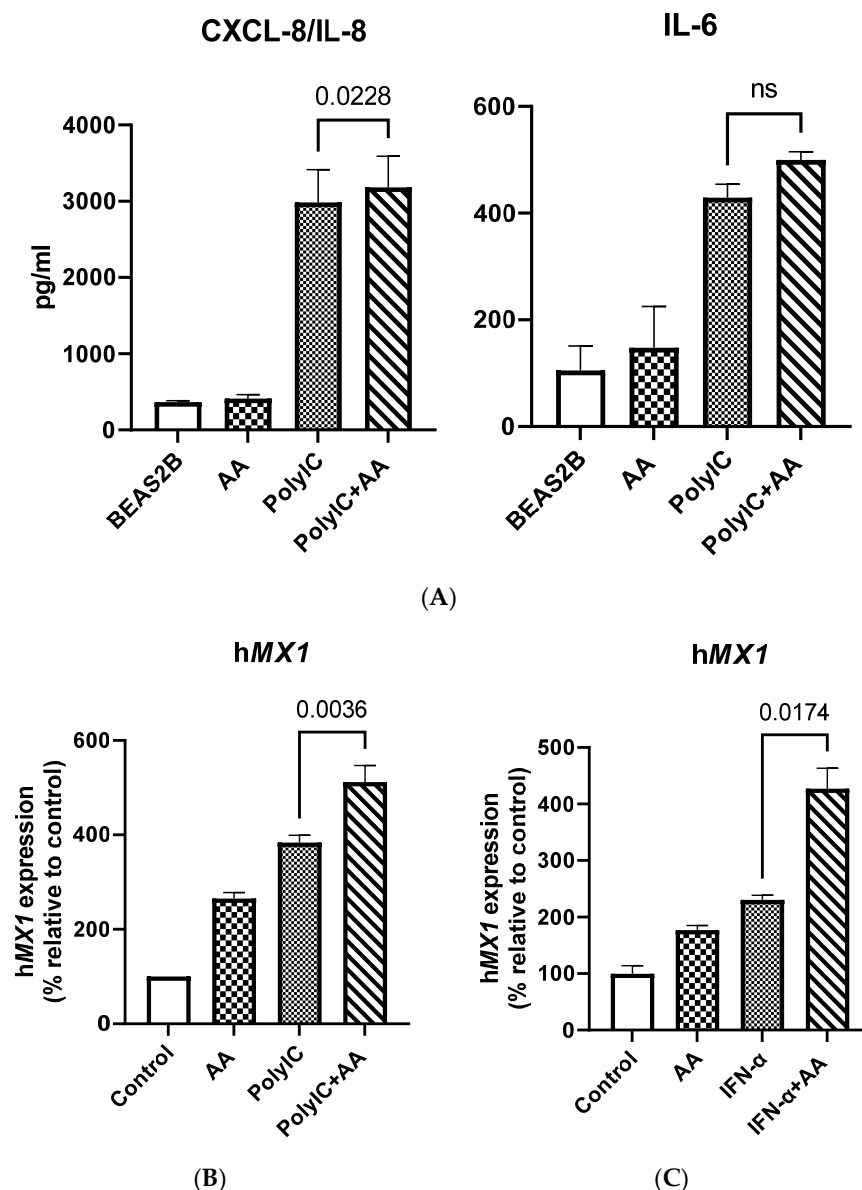 CXCL-8/IL-8
0.0228
4000
3000
2000
1000
0
pg/ml
BEAS2B
AA
PolyIC
PolyIC+AA
IL-6
ns
600
400
200
0
BEAS2B
AA
PolyIC
PolyIC+AA
(A)
hMX1
0.0036
600
400
200
0
hMX1 expression
(% relative to control)
Control
AA
PolyIC
PolyIC+AA
(B)
hMX1
0.0174
500
400
300
200
100
0
hMX1 expression
(% relative to control)
Control
AA
IFN-α
IFN-α+AA
(C)